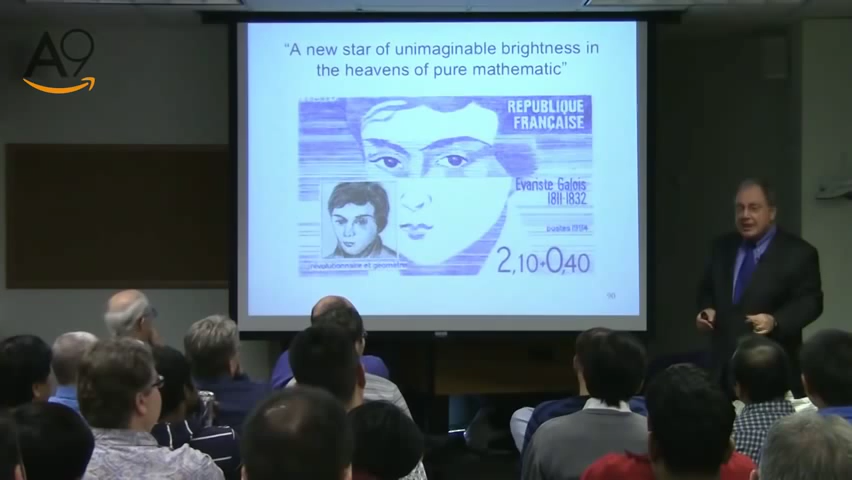 A9
“A new star of unimaginable brightness in
the heavens of pure mathematic”
REPUBLIQUE
FRANÇAISE
Evariste Galois
1811-1832
postes 1984
révolutionnaire et géomètre
2,10+0,40
96